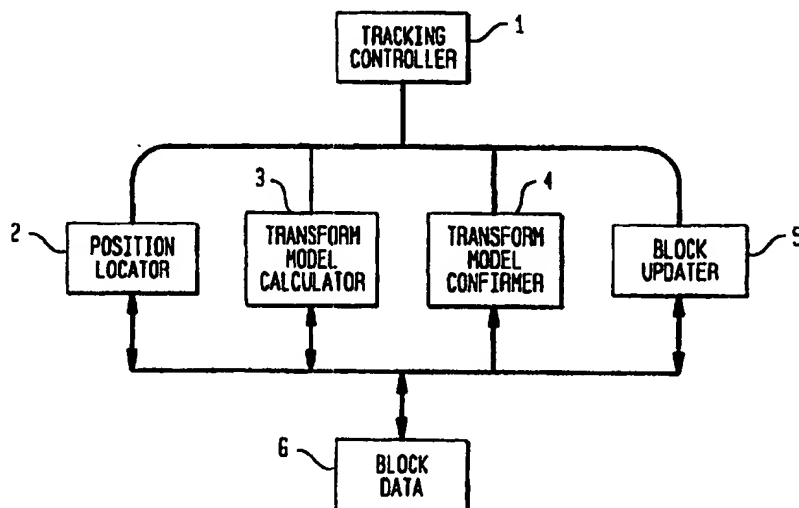 TRACKING
CONTROLLER
1
2
POSITION
LOCATOR
3
TRANSFORM
MODEL
CALCULATOR
4
TRANSFORM
MODEL
CONFIRMER
BLOCK
UPDATER
5
6
BLOCK
DATA